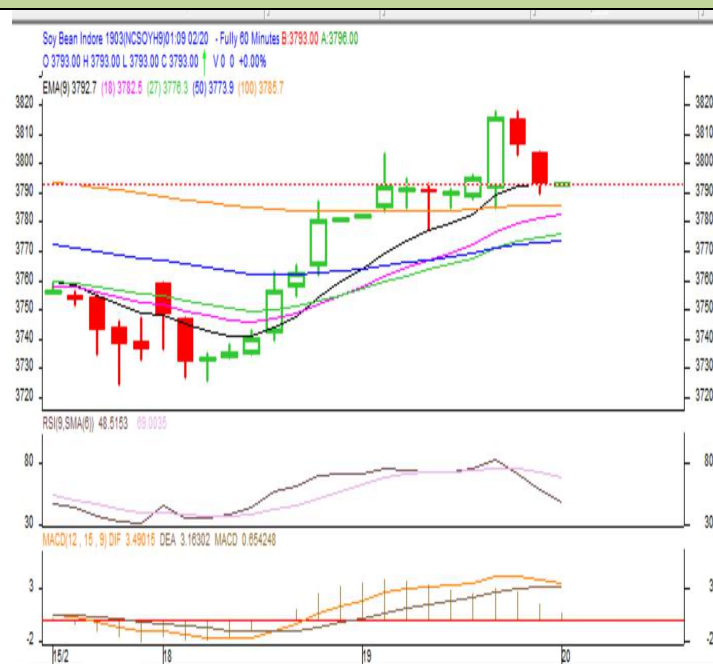 Soy Bean Indore 1903(NCSOYH9)01:09 02/20 - Fully 60 Minutes B:3793.00 A:3796.00
O 3793.00 H 3793.00 L 3793.00 C 3793.00 V 0 0 +0.00%
EMA(9) 3792.7 (18) 3782.5 (27) 3776.3 (50) 3773.9 (100) 3785.7
3820 3820
3810 3810
3800 3800
3790 3790
3780 3780
3770 3770
3760 3760
3750 3750
3740 3740
3730 3730
3720 3720
RSI(9,SMA(6)) 48.5153 69.0035
80 80
30 30
MACD(12 , 15 , 9) DIF 3.49015 DEA 3.16302 MACD 0.654248
3 3
-2 -2
15/2 18 19 20